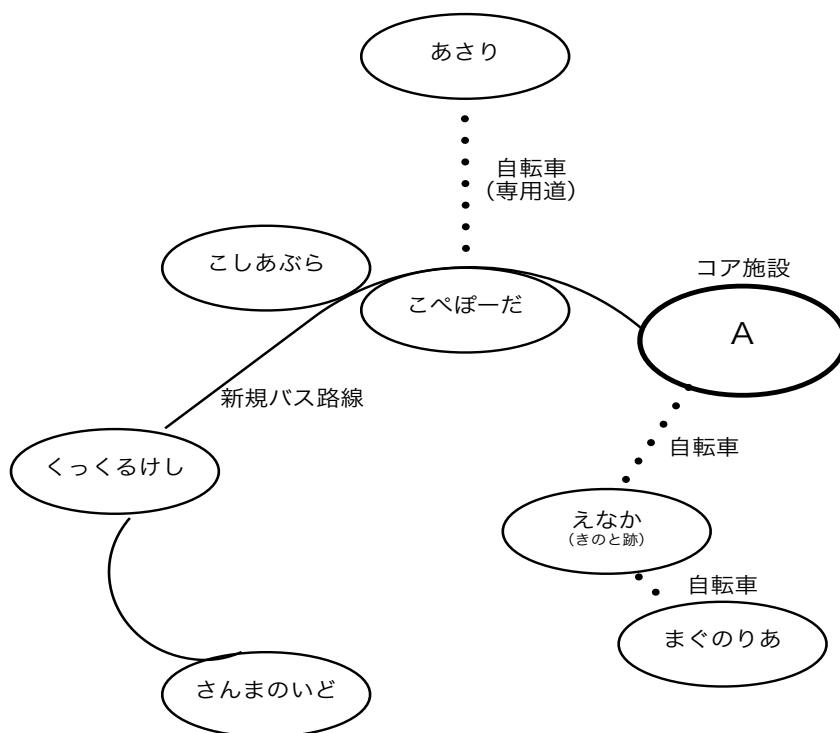 あさり
自転車
(専用道)
こしあぶら
こぺぽーだ
コア施設
A
新規バス路線
自転車
くっくるけし
えなか
(きのと跡)
自転車
まぐのりあ
さんまのいど